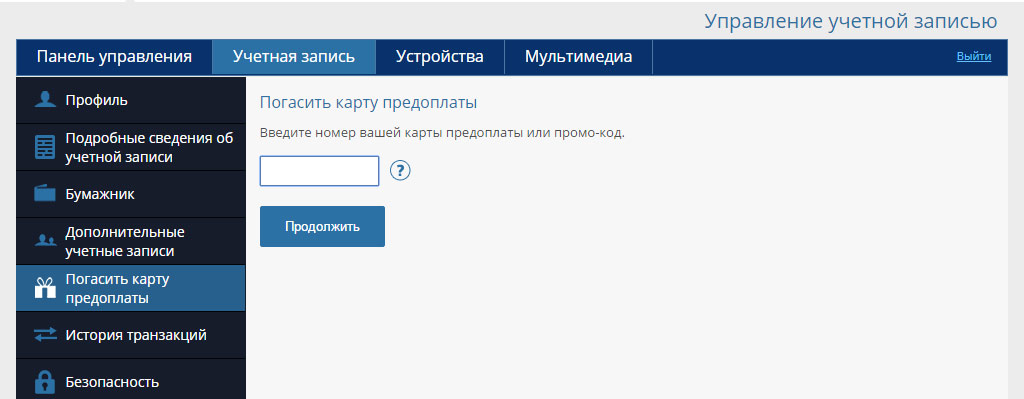 Управление учетной записью
Панель управления
Учетная запись
Устройства
Мультимедиа
Выйти
Профиль
Подробные сведения об
учетной записи
Бумажник
Дополнительные
учетные записи
Погасить карту
предоплаты
История транзакций
Безопасность
Погасить карту предоплаты
Введите номер вашей карты предоплаты или промо-код.
?
Продолжить